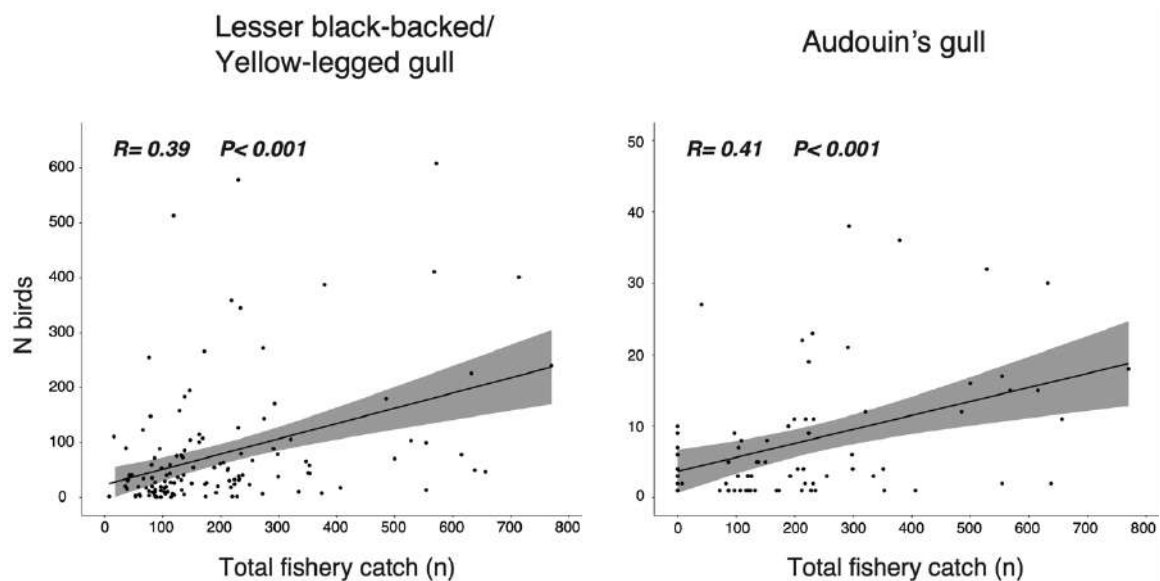 Lesser black-backed/
Yellow-legged gull
Audouin's gull
R= 0.39 P< 0.001
R= 0.41 P< 0.001
N birds
600
500
400
300
200
100
0
0 100 200 300 400 500 600 700 800
Total fishery catch (n)
50
40
30
20
10
0
0 100 200 300 400 500 600 700 800
Total fishery catch (n)